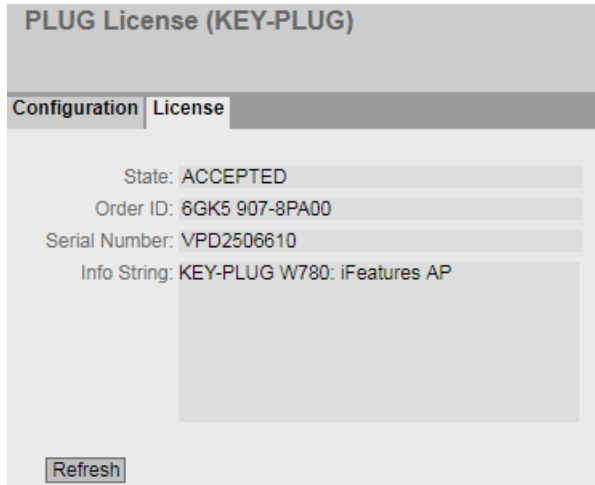 PLUG License (KEY-PLUG)
Configuration License
State: ACCEPTED
Order ID: 6GK5 907-8PA00
Serial Number: VPD2506610
Info String: KEY-PLUG W780: iFeatures AP
Refresh